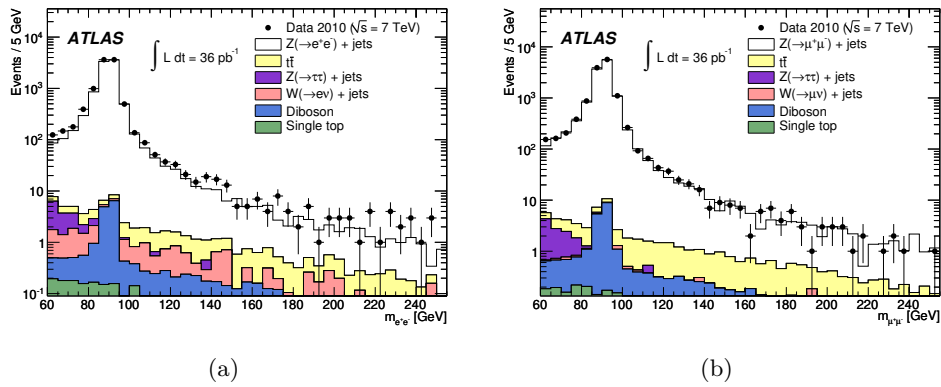 Events / 5 GeV
ATLAS
∫ L dt = 36 pb⁻¹
Data 2010 (√s = 7 TeV)
Z(→e⁺e⁻) + jets
tt̄
Z(→ττ) + jets
W(→eν) + jets
Diboson
Single top
10⁴
10³
10²
10
1
10⁻¹
60 80 100 120 140 160 180 200 220 240
m_e⁺e⁻ [GeV]
(a)
Events / 5 GeV
ATLAS
∫ L dt = 36 pb⁻¹
Data 2010 (√s = 7 TeV)
Z(→μ⁺μ⁻) + jets
tt̄
Z(→ττ) + jets
W(→μν) + jets
Diboson
Single top
10⁴
10³
10²
10
1
60 80 100 120 140 160 180 200 220 240
m_μ⁺μ⁻ [GeV]
(b)